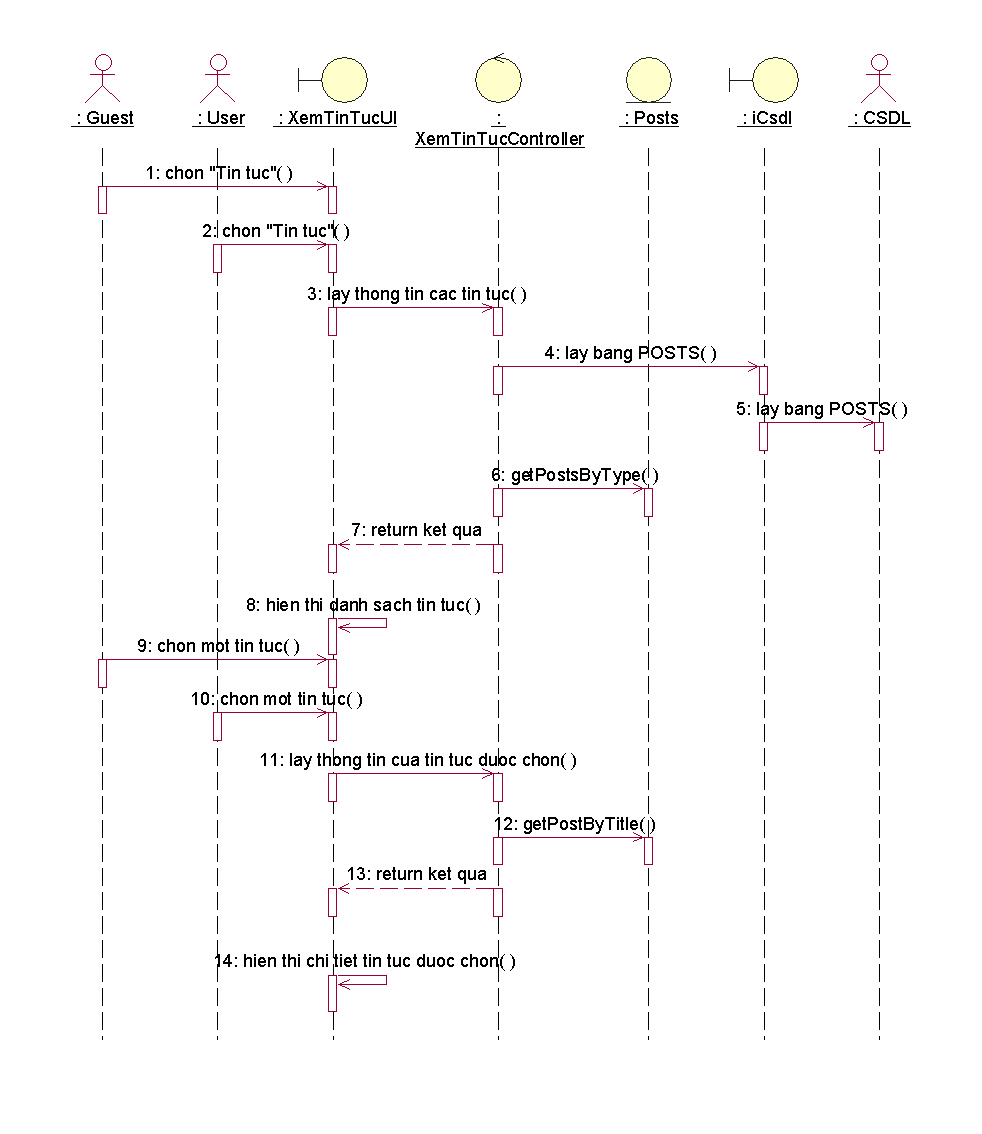 : Guest
: User
: XemTinTucUI
:
XemTinTucController
: Posts
: iCsdl
: CSDL
1: chon "Tin tuc"( )
2: chon "Tin tuc"( )
3: lay thong tin cac tin tuc( )
4: lay bang POSTS( )
5: lay bang POSTS( )
6: getPostsByType( )
7: return ket qua
8: hien thi danh sach tin tuc( )
9: chon mot tin tuc( )
10: chon mot tin tuc( )
11: lay thong tin cua tin tuc duoc chon( )
12: getPostByTitle( )
13: return ket qua
14: hien thi chi tiet tin tuc duoc chon( )